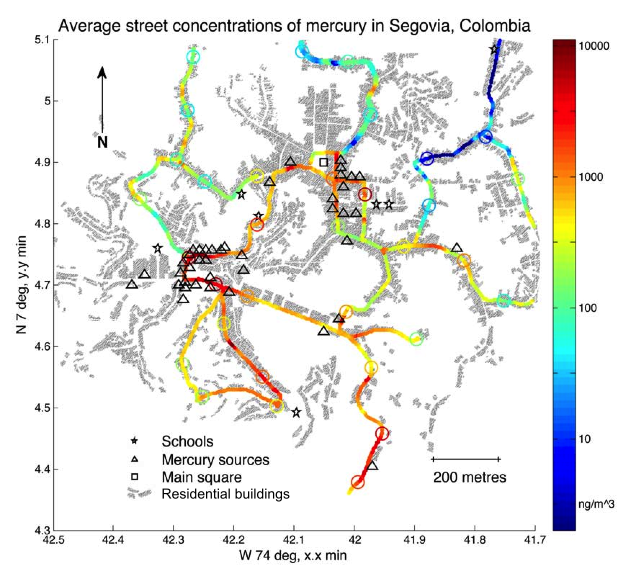 Average street concentrations of mercury in Segovia, Colombia
5.1
5
4.9
4.8
4.7
4.6
4.5
4.4
4.3
N 7 deg, y.y min
N
Schools
Mercury sources
Main square
Residential buildings
200 metres
42.5
42.4
42.3
42.2
42.1
42
41.9
41.8
41.7
W 74 deg, x.x min
10000
1000
100
10
ng/m^3